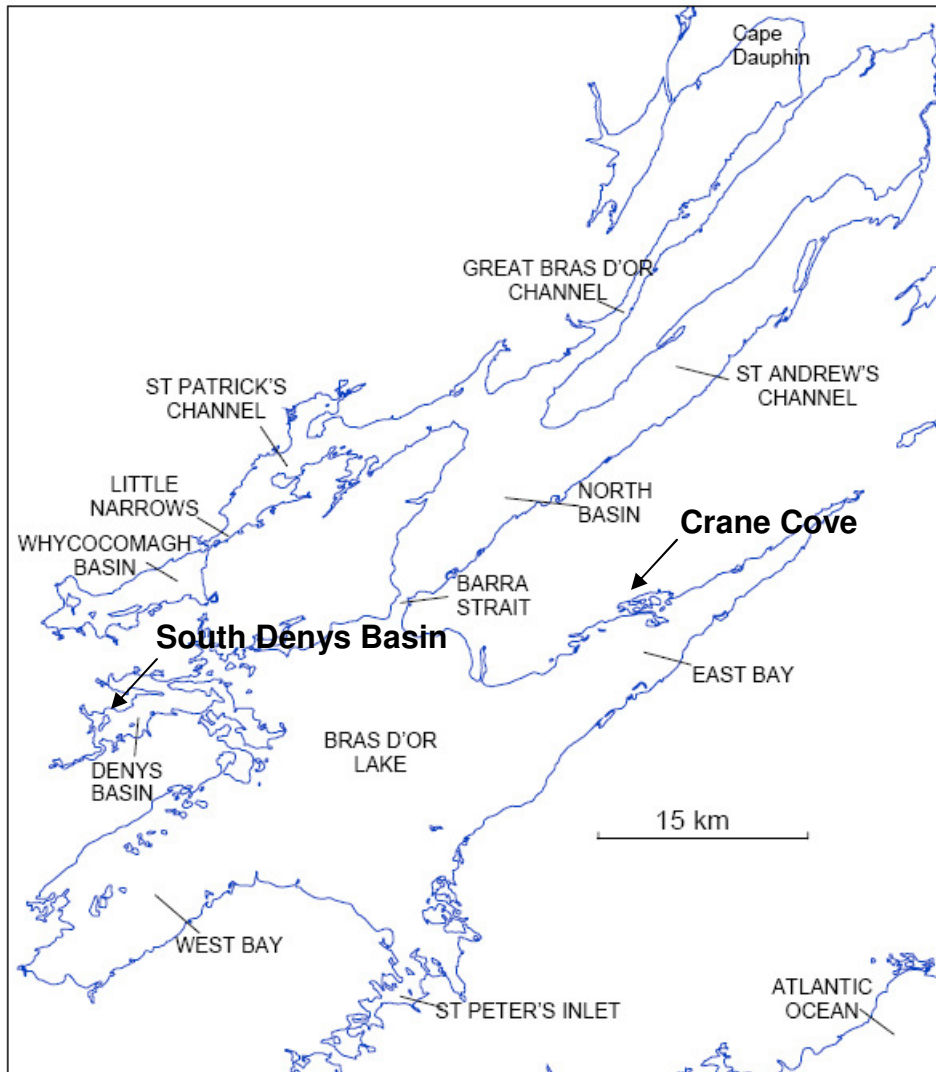 Cape
Dauphin
GREAT BRAS D'OR
CHANNEL
ST PATRICK'S
CHANNEL
ST ANDREW'S
CHANNEL
LITTLE
NARROWS
NORTH
BASIN
Crane Cove
WHYCOCOMAGH
BASIN
BARRA
STRAIT
South Denys Basin
EAST BAY
BRAS D'OR
LAKE
DENYS
BASIN
15 km
WEST BAY
ST PETER'S INLET
ATLANTIC
OCEAN